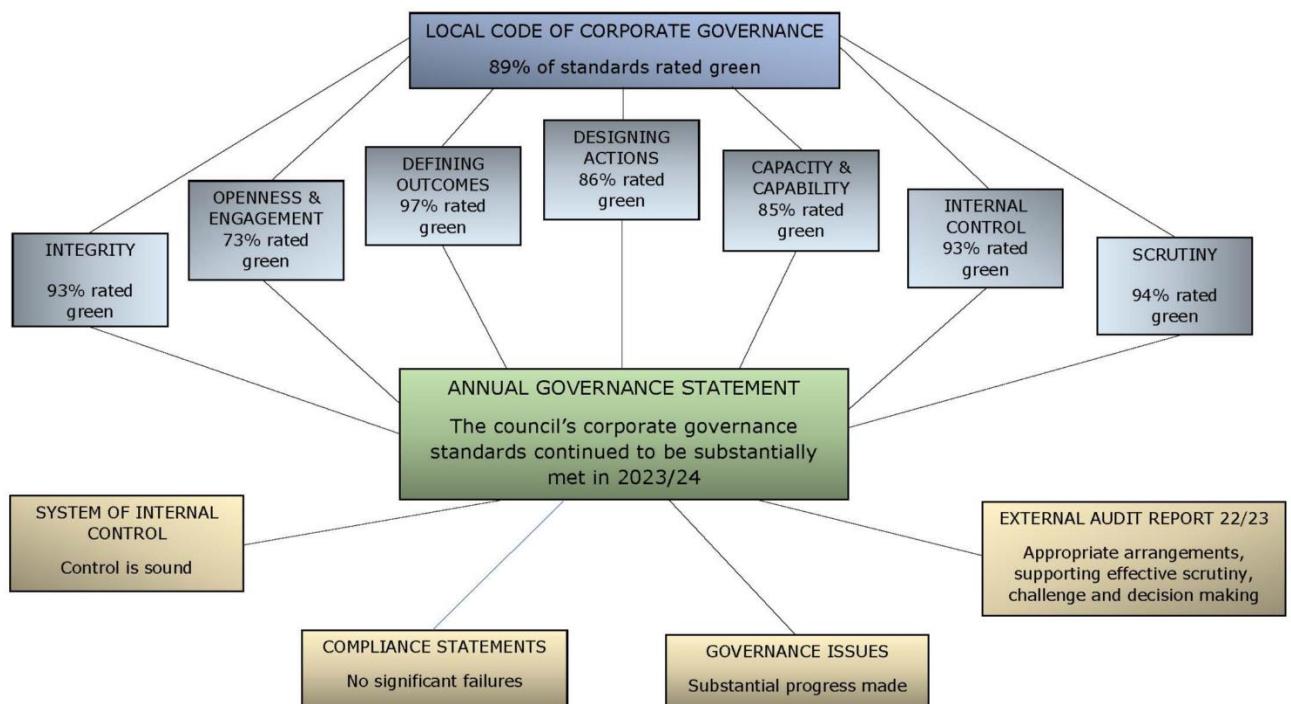 LOCAL CODE OF CORPORATE GOVERNANCE
89% of standards rated green
INTEGRITY
93% rated
green
OPENNESS &
ENGAGEMENT
73% rated
green
DEFINING
OUTCOMES
97% rated
green
DESIGNING
ACTIONS
86% rated
green
CAPACITY &
CAPABILITY
85% rated
green
INTERNAL
CONTROL
93% rated
green
SCRUTINY
94% rated
green
ANNUAL GOVERNANCE STATEMENT
The council’s corporate governance
standards continued to be substantially
met in 2023/24
SYSTEM OF INTERNAL
CONTROL
Control is sound
COMPLIANCE STATEMENTS
No significant failures
GOVERNANCE ISSUES
Substantial progress made
EXTERNAL AUDIT REPORT 22/23
Appropriate arrangements,
supporting effective scrutiny,
challenge and decision making